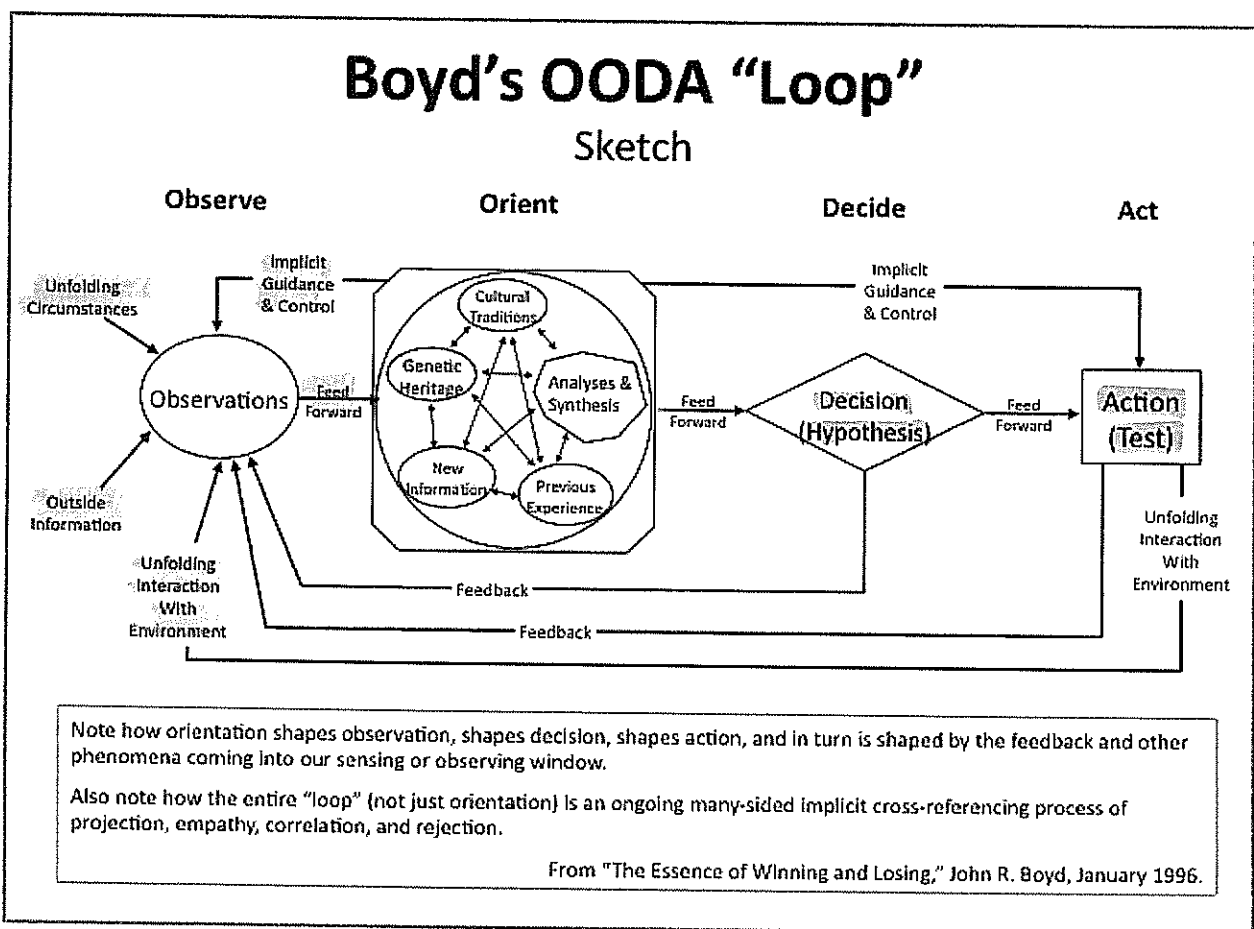 Boyd's OODA "Loop"
Sketch
Observe
Orient
Decide
Act
Implicit
Guidance
& Control
Implicit
Guidance
& Control
Unfolding
Circumstances
Cultural
Traditions
Genetic
Heritage
Analyses &
Synthesis
New
Information
Previous
Experience
Observations
Feed
Forward
Feed
Forward
Decision
(Hypothesis)
Feed
Forward
Action
(Test)
Outside
Information
Unfolding
Interaction
With
Environment
Unfolding
Interaction
With
Environment
Feedback
Feedback
Note how orientation shapes observation, shapes decision, shapes action, and in turn is shaped by the feedback and other
phenomena coming into our sensing or observing window.
Also note how the entire "loop" (not just orientation) is an ongoing many-sided implicit cross-referencing process of
projection, empathy, correlation, and rejection.
From "The Essence of Winning and Losing," John R. Boyd, January 1996.